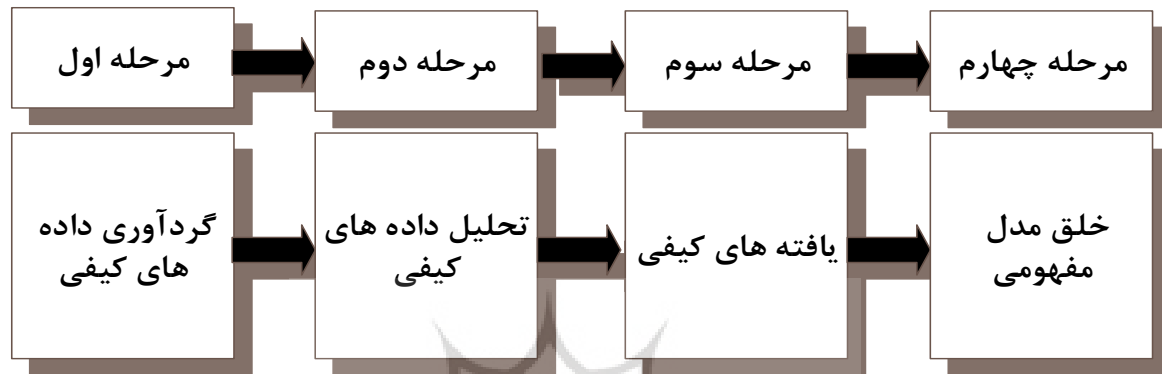 مرحله اول
مرحله دوم
مرحله سوم
مرحله چهارم
گردآوری داده
های کیفی
تحلیل داده های
کیفی
یافته های کیفی
خلق مدل
مفهومی